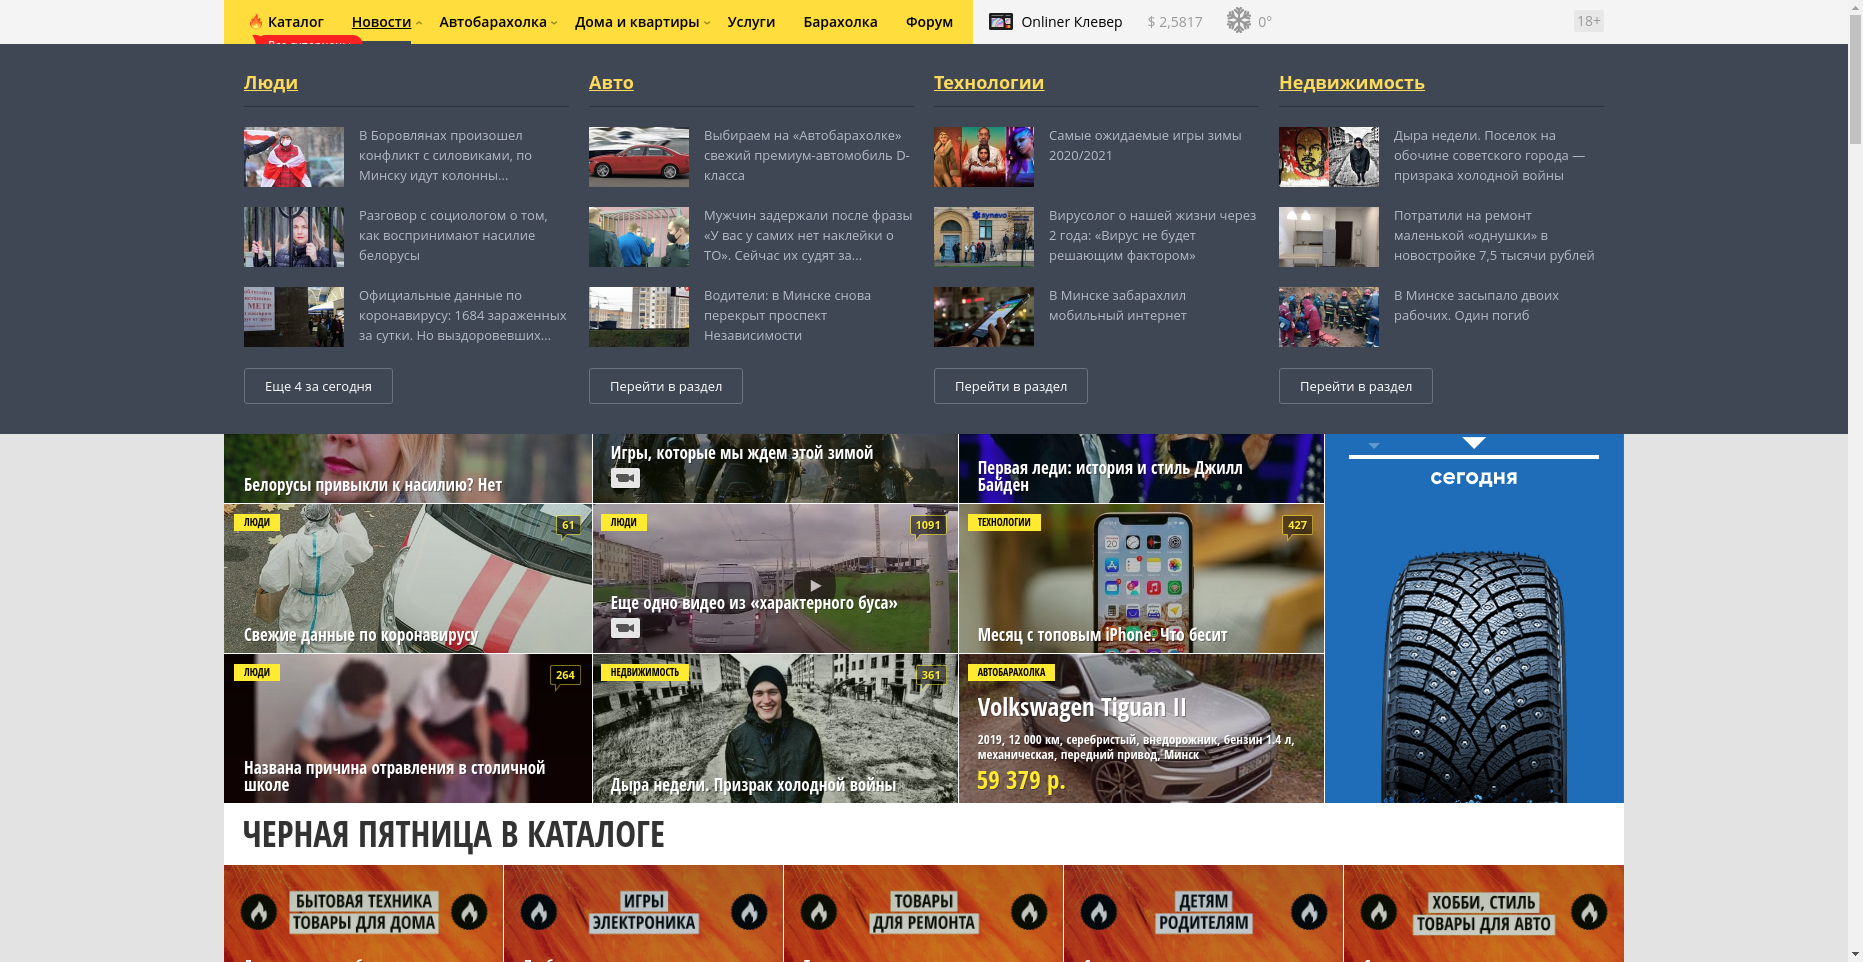 Каталог
Новости
Автобарахолка
Дома и квартиры
Услуги
Барахолка
Форум
Onliner Клевер
$ 2,5817
0°
18+
Люди
В Боровлянах произошел
конфликт с силовиками, по
Минску идут колонны...
Разговор с социологом о том,
как воспринимают насилие
белорусы
Официальные данные по
коронавирусу: 1684 зараженных
за сутки. Но выздоровевших...
Еще 4 за сегодня
Авто
Выбираем на «Автобарахолке»
свежий премиум-автомобиль D-
класса
Мужчин задержали после фразы
«У вас у самих нет наклейки о
ТО». Сейчас их судят за...
Водители: в Минске снова
перекрыт проспект
Независимости
Перейти в раздел
Технологии
Самые ожидаемые игры зимы
2020/2021
synevo
Вирусолог о нашей жизни через
2 года: «Вирус не будет
решающим фактором»
В Минске забарахлил
мобильный интернет
Перейти в раздел
Недвижимость
Дыра недели. Поселок на
обочине советского города —
призрака холодной войны
Потратили на ремонт
маленькой «однушки» в
новостройке 7,5 тысячи рублей
В Минске засыпало двоих
рабочих. Один погиб
Перейти в раздел
Белорусы привыкли к насилию? Нет
Игры, которые мы ждем этой зимой
Первая леди: история и стиль Джилл
Байден
сегодня
ЛЮДИ
61
Свежие данные по коронавирусу
ЛЮДИ
1091
Еще одно видео из «характерного буса»
ТЕХНОЛОГИИ
427
Месяц с топовым iPhone. Что бесит
ЛЮДИ
264
Названа причина отравления в столичной
школе
НЕДВИЖИМОСТЬ
361
Дыра недели. Призрак холодной войны
АВТОБАРАХОЛКА
Volkswagen Tiguan II
2019, 12 000 км, серебристый, внедорожник, бензин 1.4 л,
механическая, передний привод, Минск
59 379 р.
ЧЕРНАЯ ПЯТНИЦА В КАТАЛОГЕ
БЫТОВАЯ ТЕХНИКА
ТОВАРЫ ДЛЯ ДОМА
ИГРЫ
ЭЛЕКТРОНИКА
ТОВАРЫ
ДЛЯ РЕМОНТА
ДЕТЯМ
РОДИТЕЛЯМ
ХОББИ, СТИЛЬ
ТОВАРЫ ДЛЯ АВТО